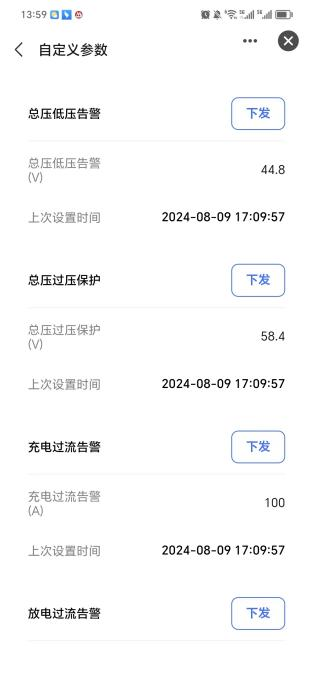 13:59
自定义参数
总压低压告警 下发
总压低压告警
(V) 44.8
上次设置时间 2024-08-09 17:09:57
总压过压保护 下发
总压过压保护
(V) 58.4
上次设置时间 2024-08-09 17:09:57
充电过流告警 下发
充电过流告警
(A) 100
上次设置时间 2024-08-09 17:09:57
放电过流告警 下发